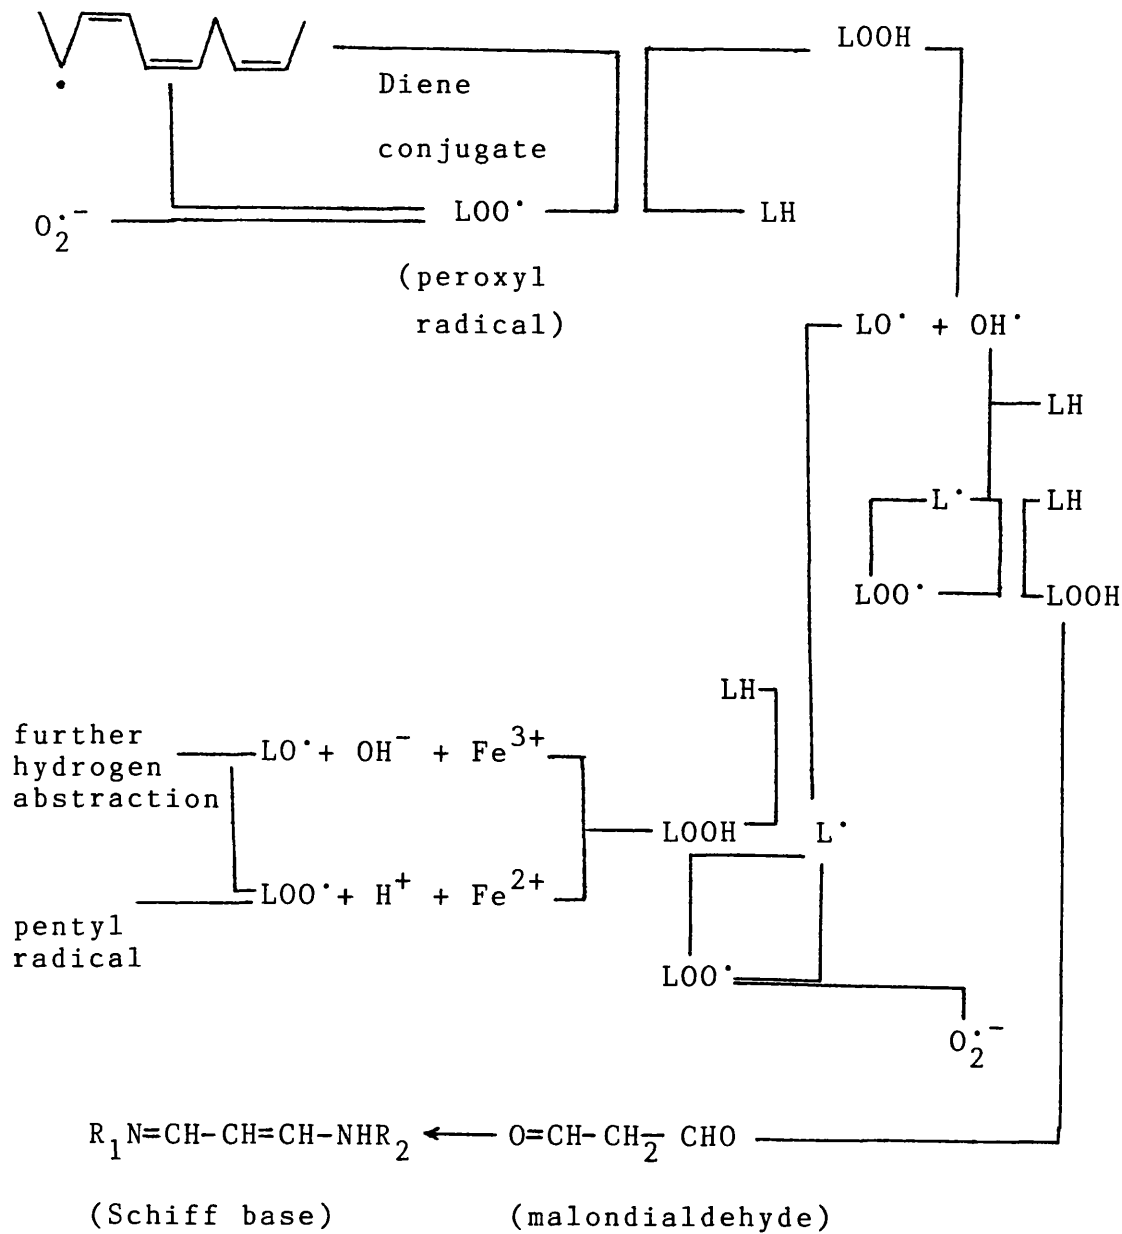 LOOH
Diene
conjugate
O₂·⁻
LOO·
LH
(peroxyl
radical)
LO· + OH·
LH
L·
LH
LOO·
LOOH
LH
further
hydrogen
abstraction
LO·+ OH⁻ + Fe³⁺
LOOH
L·
LOO·+ H⁺ + Fe²⁺
pentyl
radical
LOO·
O₂·⁻
R₁N=CH-CH=CH-NHR₂
O=CH-CH₂- CHO
(Schiff base)
(malondialdehyde)